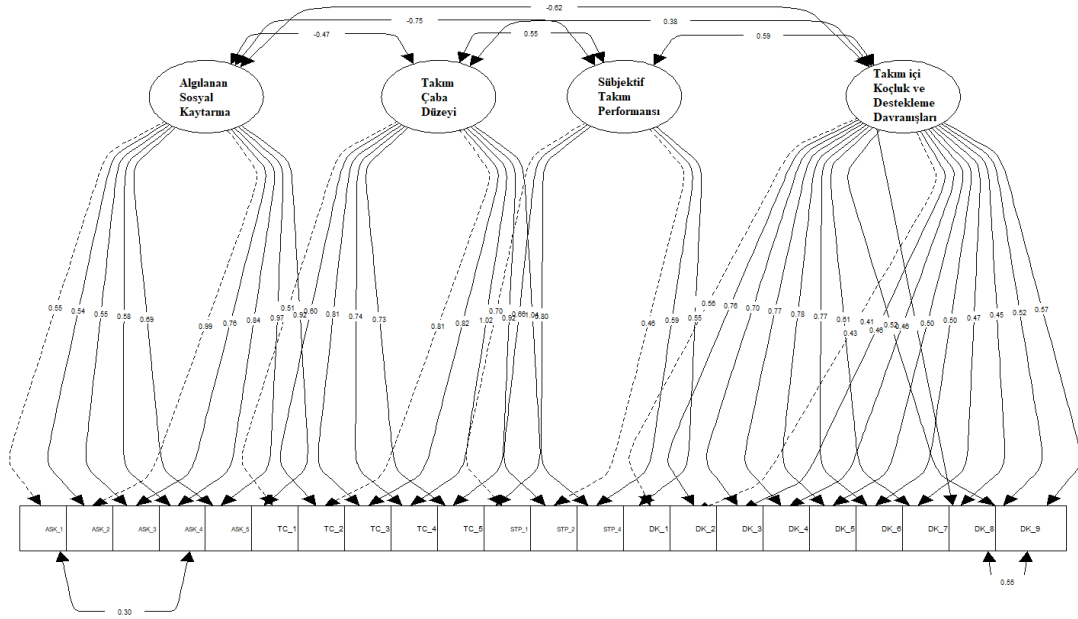 -0.62
-0.75 0.38
-0.47 0.55 0.59
Algılanan
Sosyal
Kaytarma
Takım
Çaba
Düzeyi
Sübjektif
Takım
Performansı
Takım içi
Koçluk ve
Destekleme
Davranışları
0.55 0.54 0.55 0.58 0.69 0.99 0.76 0.84 0.97 0.51 0.92 0.60 0.81 0.74 0.73 0.81 0.82 1.02 0.70 0.92 0.80 0.46 0.59 0.55 0.56 0.76 0.70 0.77 0.78 0.77 0.61 0.43 0.41 0.46 0.52 0.46 0.50 0.50 0.47 0.45 0.52 0.57
ASK_1 ASK_2 ASK_3 ASK_4 ASK_5 TC_1 TC_2 TC_3 TC_4 TC_5 STP_1 STP_2 STP_4 DK_1 DK_2 DK_3 DK_4 DK_5 DK_6 DK_7 DK_8 DK_9
0.55
0.30